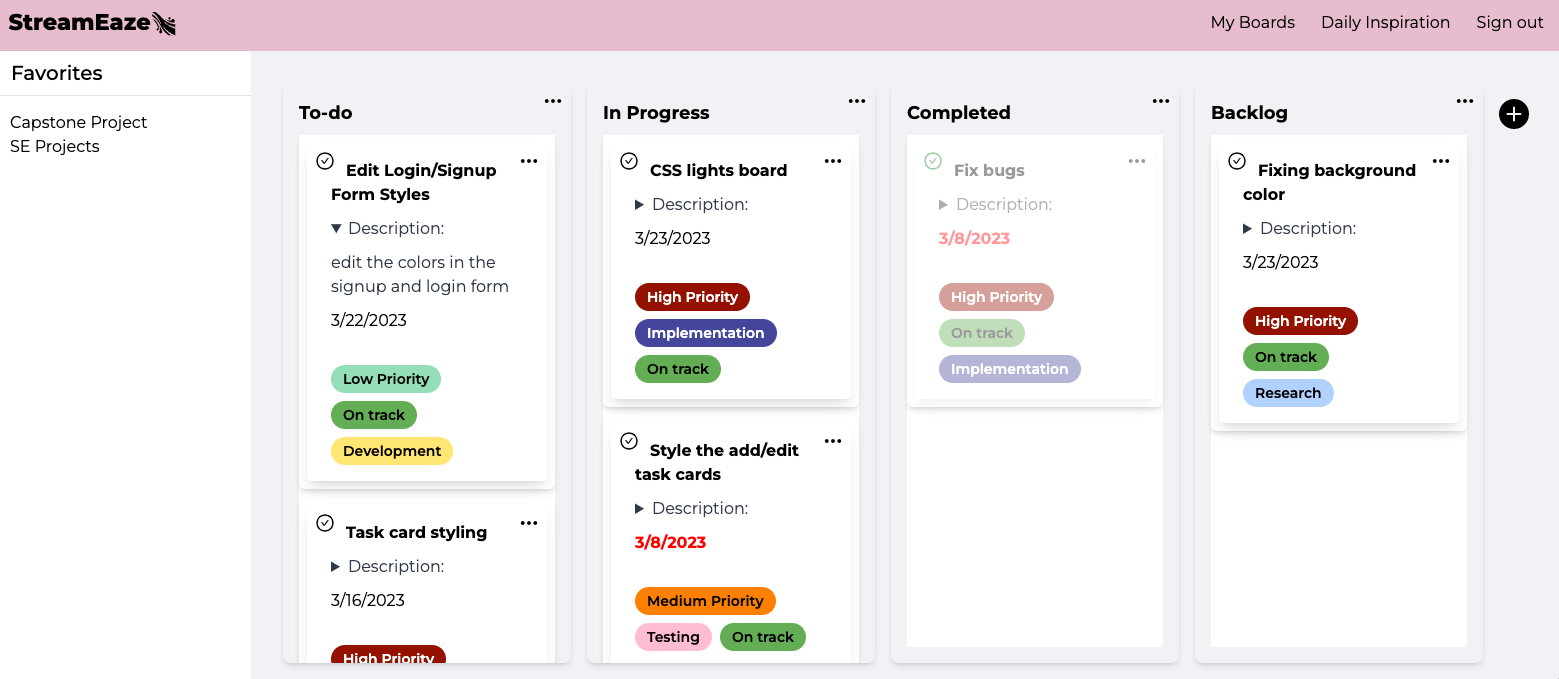 StreamEaze
My Boards
Daily Inspiration
Sign out
Favorites
Capstone Project
SE Projects
To-do
Edit Login/Signup
Form Styles
Description:
edit the colors in the
signup and login form
3/22/2023
Low Priority
On track
Development
Task card styling
Description:
3/16/2023
High Priority
In Progress
CSS lights board
Description:
3/23/2023
High Priority
Implementation
On track
Style the add/edit
task cards
Description:
3/8/2023
Medium Priority
Testing
On track
Completed
Fix bugs
Description:
3/8/2023
High Priority
On track
Implementation
Backlog
Fixing background
color
Description:
3/23/2023
High Priority
On track
Research